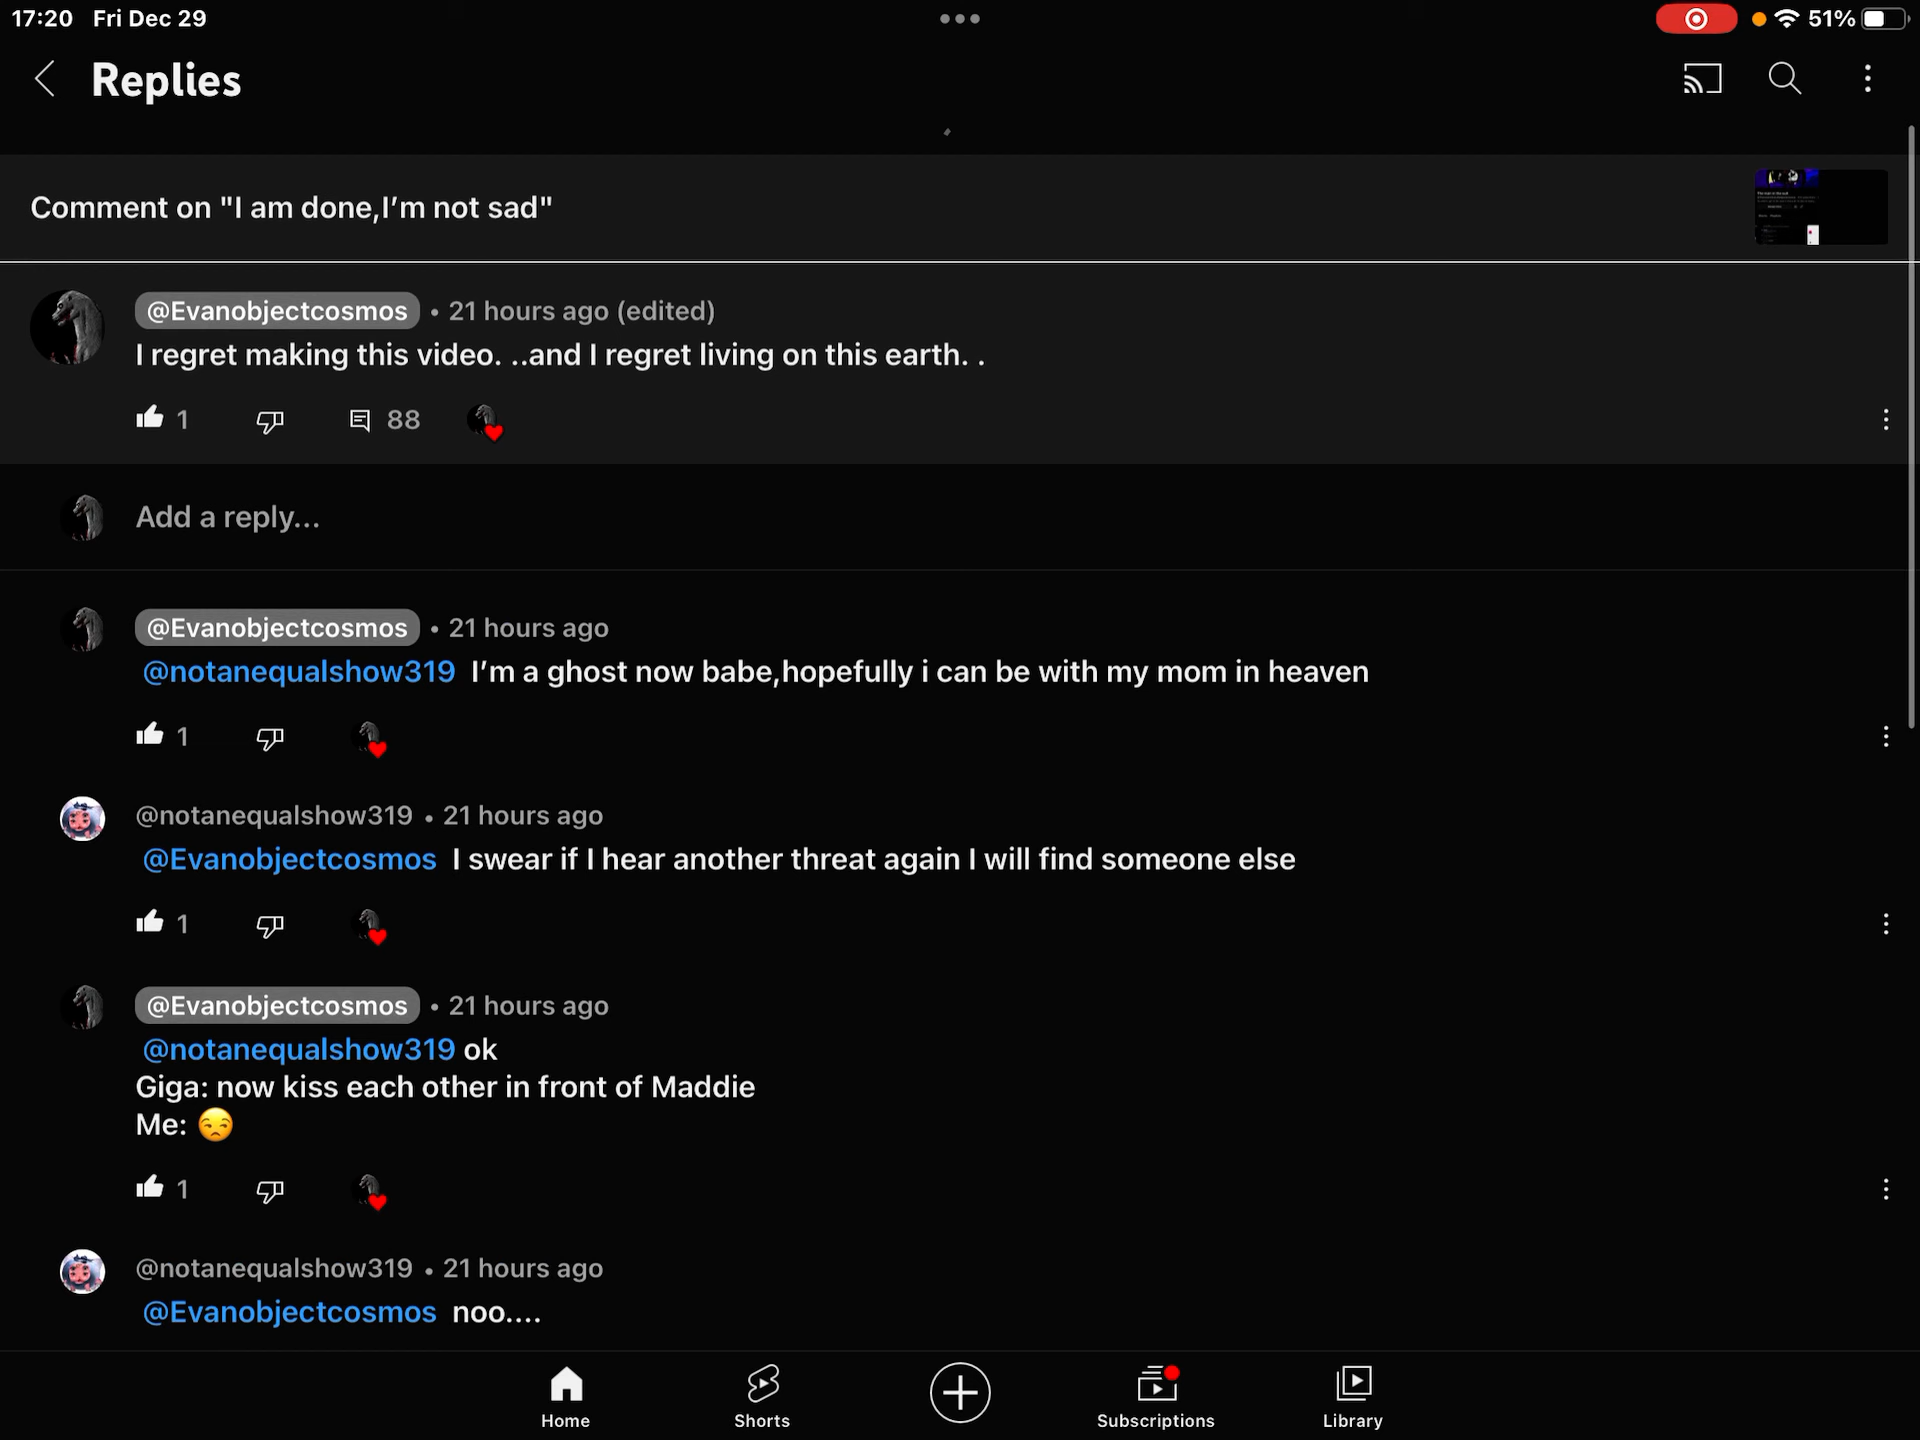 17:20 Fri Dec 29
51%
Replies
Comment on "I am done,I’m not sad"
@Evanobjectcosmos • 21 hours ago (edited)
I regret making this video. ..and I regret living on this earth. .
1 88
Add a reply...
@Evanobjectcosmos • 21 hours ago
@notanequalshow319 I’m a ghost now babe,hopefully i can be with my mom in heaven
1
@notanequalshow319 • 21 hours ago
@Evanobjectcosmos I swear if I hear another threat again I will find someone else
1
@Evanobjectcosmos • 21 hours ago
@notanequalshow319 ok
Giga: now kiss each other in front of Maddie
Me: 😒
1
@notanequalshow319 • 21 hours ago
@Evanobjectcosmos noo....
Home Shorts Subscriptions Library